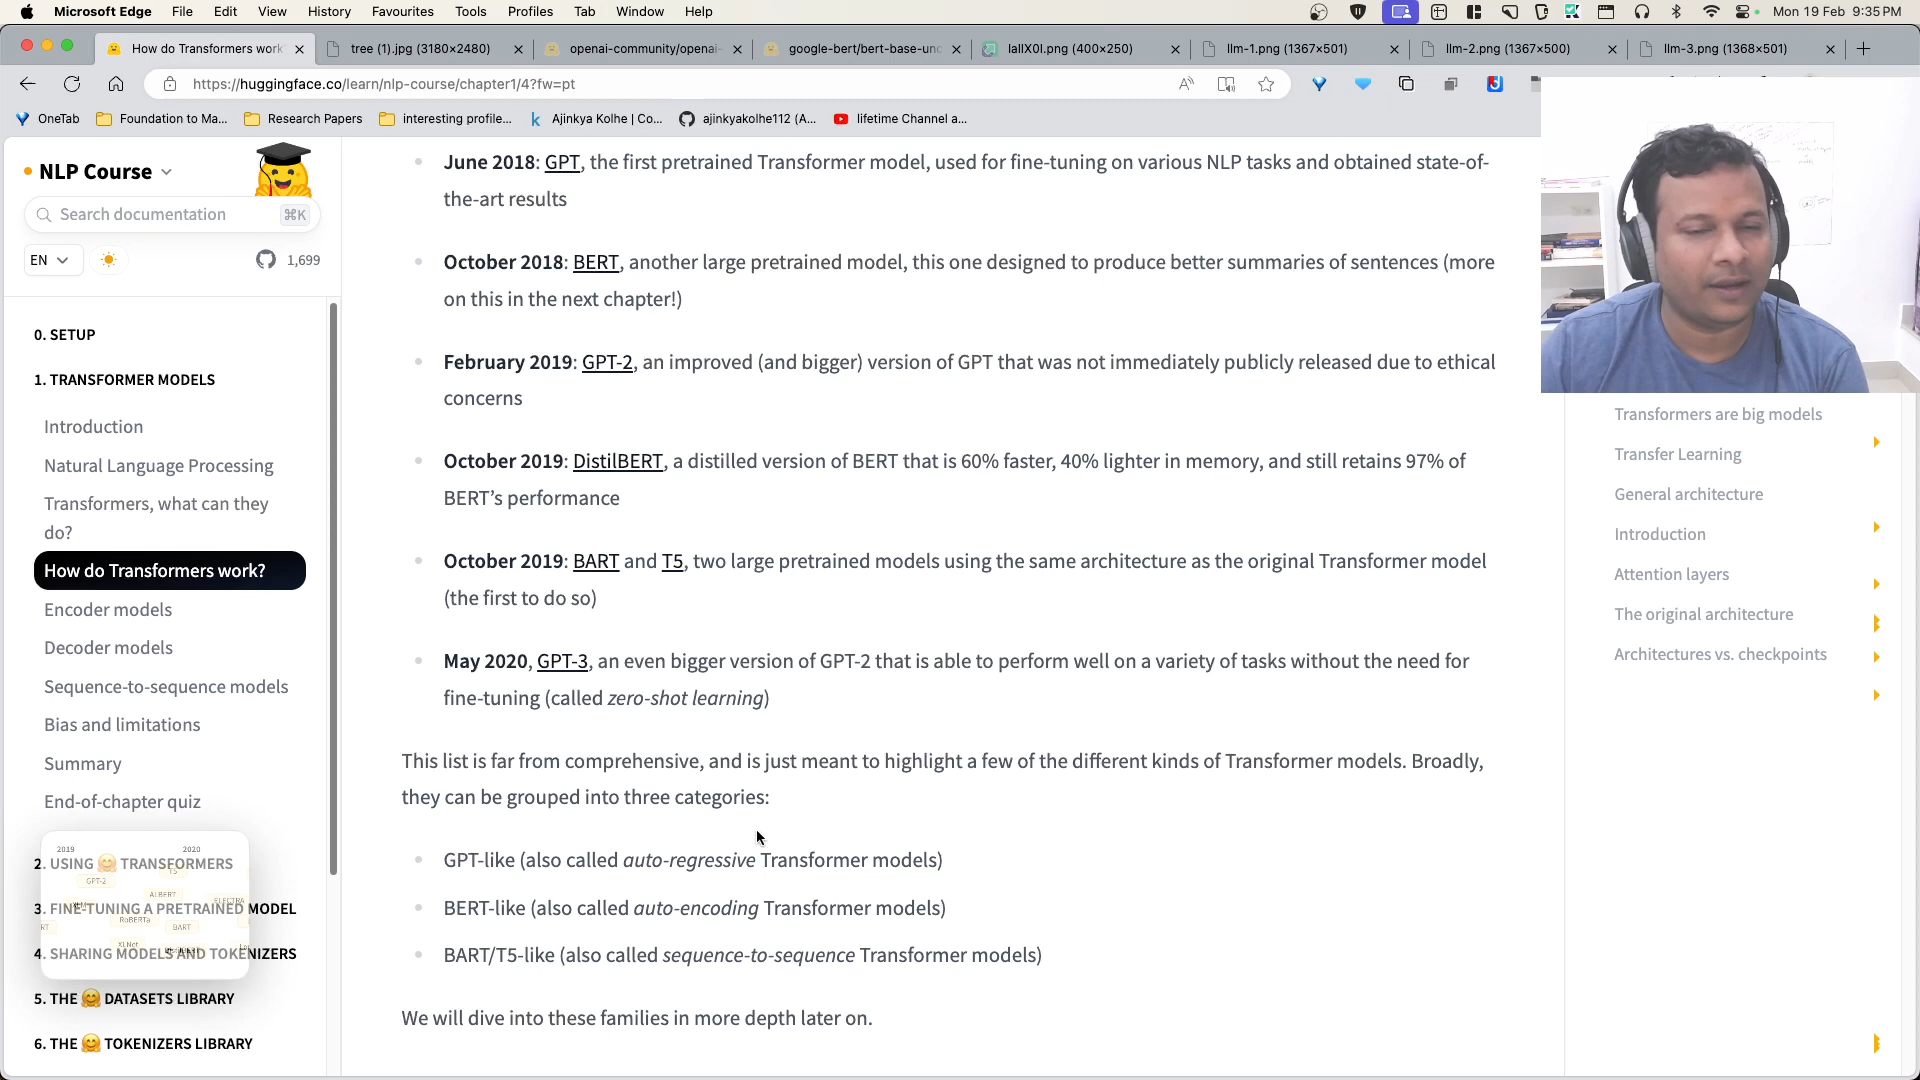 Microsoft Edge File Edit View History Favourites Tools Profiles Tab Window Help Mon 19 Feb 9:35 PM
How do Transformers work tree (1).jpg (3180×2480) openai-community/openai- google-bert/bert-base-unc IallX0I.png (400×250) llm-1.png (1367×501) llm-2.png (1367×500) llm-3.png (1368×501)
https://huggingface.co/learn/nlp-course/chapter1/4?fw=pt
OneTab Foundation to Ma... Research Papers interesting profile... Ajinkya Kolhe | Co... ajinkyakolhe112 (A... lifetime Channel a...
NLP Course
Search documentation ⌘K
EN 1,699
0. SETUP
1. TRANSFORMER MODELS
Introduction
Natural Language Processing
Transformers, what can they
do?
How do Transformers work?
Encoder models
Decoder models
Sequence-to-sequence models
Bias and limitations
Summary
End-of-chapter quiz
2. USING 🤗 TRANSFORMERS
3. FINE-TUNING A PRETRAINED MODEL
4. SHARING MODELS AND TOKENIZERS
5. THE 🤗 DATASETS LIBRARY
6. THE 🤗 TOKENIZERS LIBRARY
2019 2020
T5
GPT-2
ALBERT
ELECTRA
RoBERTa
BART
XLNet
June 2018: GPT, the first pretrained Transformer model, used for fine-tuning on various NLP tasks and obtained state-of-
the-art results
October 2018: BERT, another large pretrained model, this one designed to produce better summaries of sentences (more
on this in the next chapter!)
February 2019: GPT-2, an improved (and bigger) version of GPT that was not immediately publicly released due to ethical
concerns
October 2019: DistilBERT, a distilled version of BERT that is 60% faster, 40% lighter in memory, and still retains 97% of
BERT’s performance
October 2019: BART and T5, two large pretrained models using the same architecture as the original Transformer model
(the first to do so)
May 2020, GPT-3, an even bigger version of GPT-2 that is able to perform well on a variety of tasks without the need for
fine-tuning (called zero-shot learning)
This list is far from comprehensive, and is just meant to highlight a few of the different kinds of Transformer models. Broadly,
they can be grouped into three categories:
GPT-like (also called auto-regressive Transformer models)
BERT-like (also called auto-encoding Transformer models)
BART/T5-like (also called sequence-to-sequence Transformer models)
We will dive into these families in more depth later on.
Transformers are big models
Transfer Learning
General architecture
Introduction
Attention layers
The original architecture
Architectures vs. checkpoints